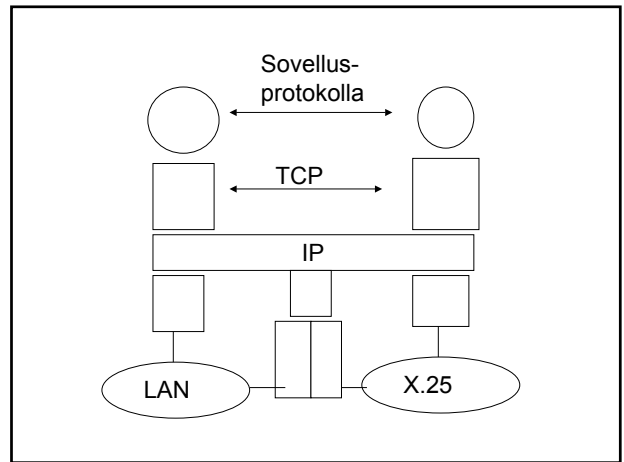 Sovellus-
protokolla
TCP
IP
LAN
X.25